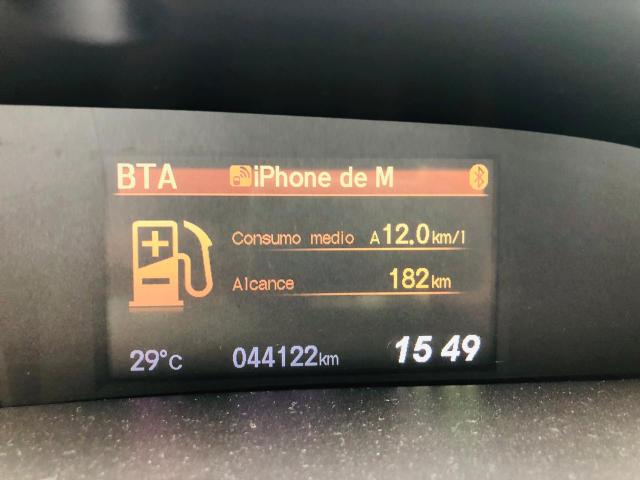 BTA iPhone de M
Consumo medio A12.0km/l
Alcance 182km
29°C 044122km 15 49